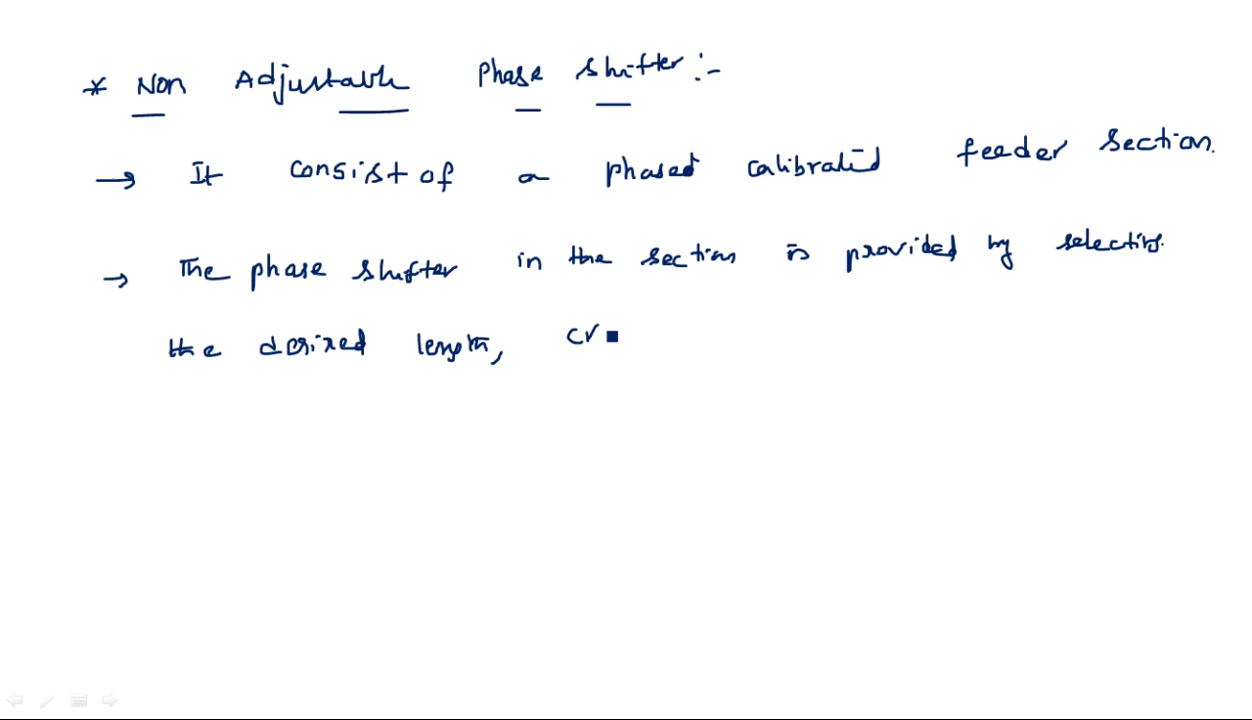 * Non Adjustable Phase shifter :-
→ It consist of a phased calibrated feeder section.
→ The phase shifter in the section is provided by selecting
the desired length, cr